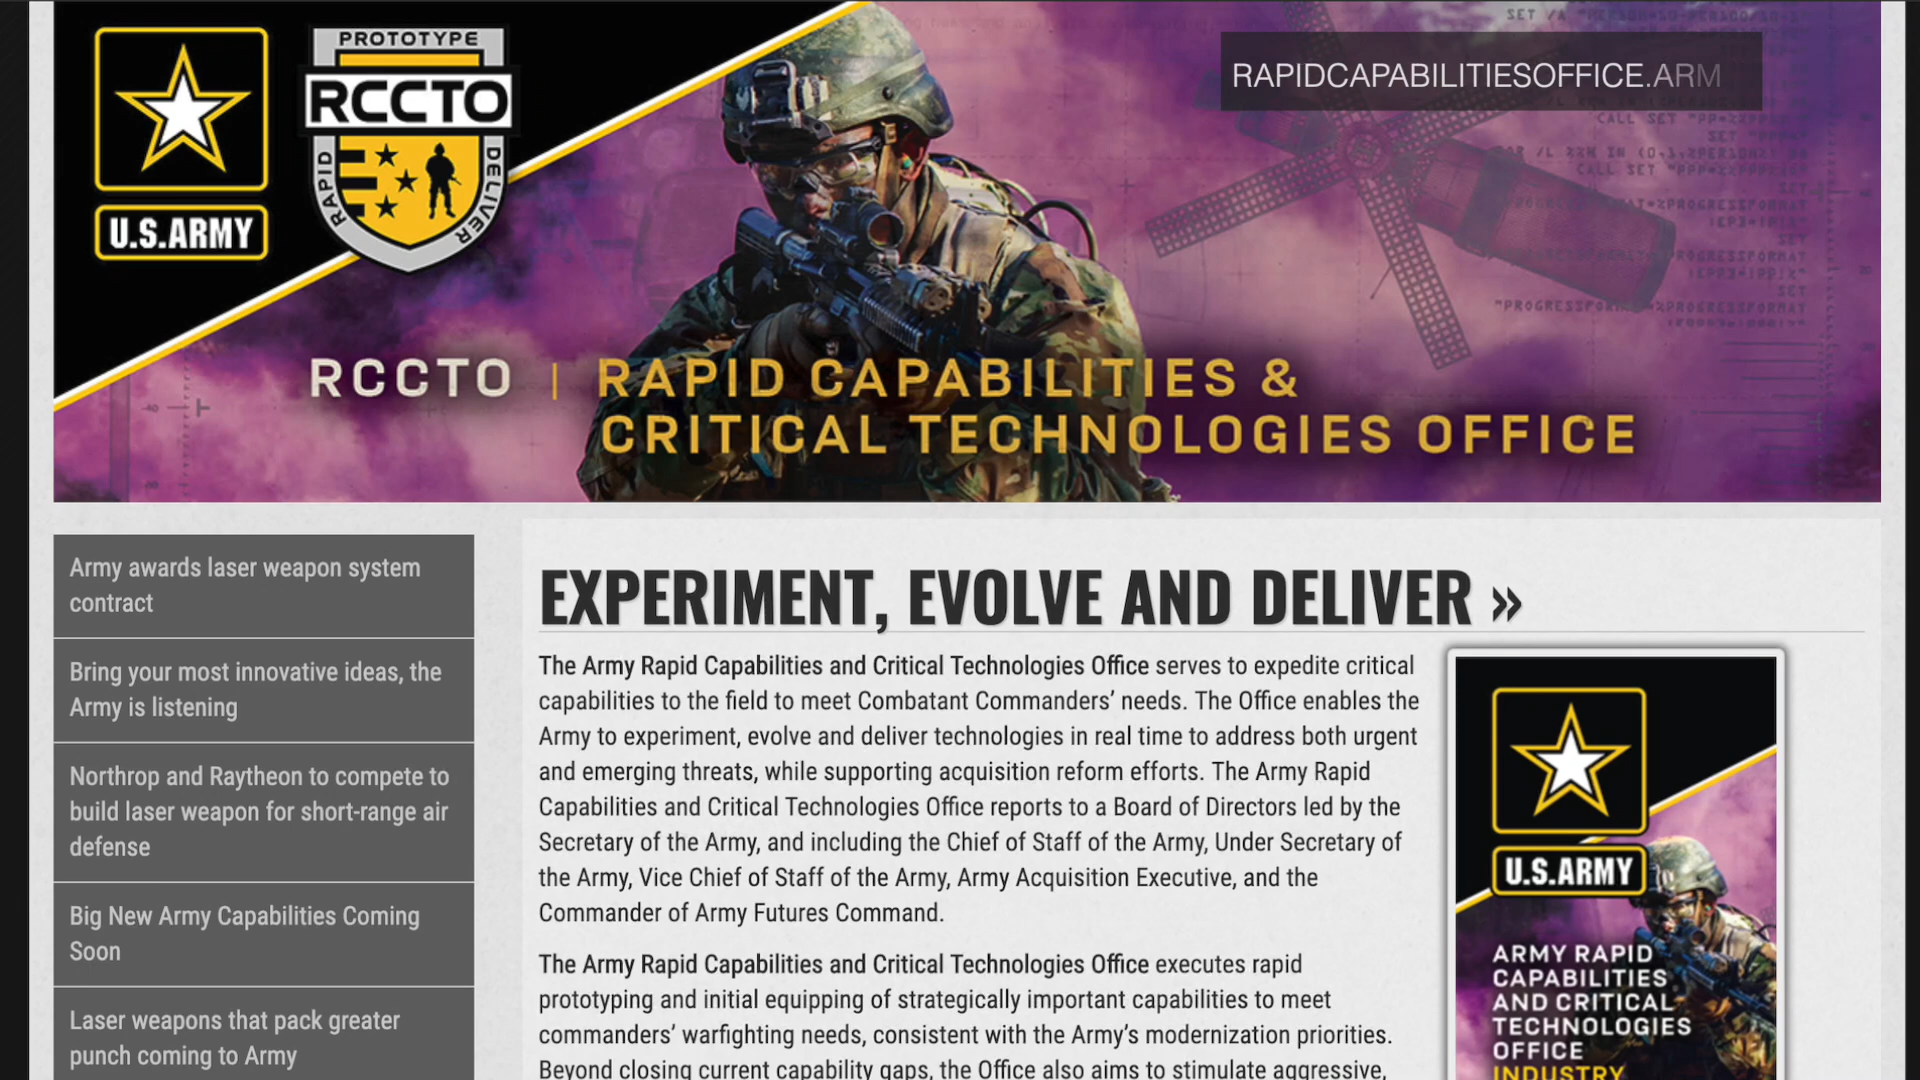 PROTOTYPE
RCCTO
RAPID
DELIVER
U.S.ARMY
RAPIDCAPABILITIESOFFICE.ARM
RCCTO | RAPID CAPABILITIES &
CRITICAL TECHNOLOGIES OFFICE
Army awards laser weapon system
contract
Bring your most innovative ideas, the
Army is listening
Northrop and Raytheon to compete to
build laser weapon for short-range air
defense
Big New Army Capabilities Coming
Soon
Laser weapons that pack greater
punch coming to Army
EXPERIMENT, EVOLVE AND DELIVER »
The Army Rapid Capabilities and Critical Technologies Office serves to expedite critical
capabilities to the field to meet Combatant Commanders’ needs. The Office enables the
Army to experiment, evolve and deliver technologies in real time to address both urgent
and emerging threats, while supporting acquisition reform efforts. The Army Rapid
Capabilities and Critical Technologies Office reports to a Board of Directors led by the
Secretary of the Army, and including the Chief of Staff of the Army, Under Secretary of
the Army, Vice Chief of Staff of the Army, Army Acquisition Executive, and the
Commander of Army Futures Command.
The Army Rapid Capabilities and Critical Technologies Office executes rapid
prototyping and initial equipping of strategically important capabilities to meet
commanders’ warfighting needs, consistent with the Army’s modernization priorities.
Beyond closing current capability gaps, the Office also aims to stimulate aggressive,
U.S.ARMY
ARMY RAPID
CAPABILITIES
AND CRITICAL
TECHNOLOGIES
OFFICE
INDUSTRY